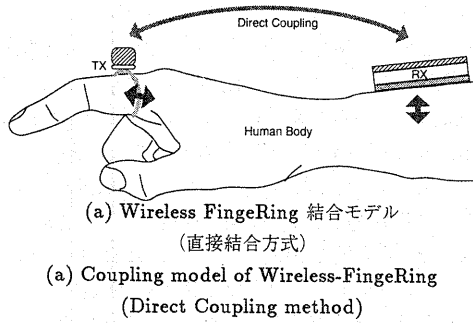 Direct Coupling
TX
RX
Human Body
(a) Wireless FingeRing 結合モデル
(直接結合方式)
(a) Coupling model of Wireless-FingeRing
(Direct Coupling method)